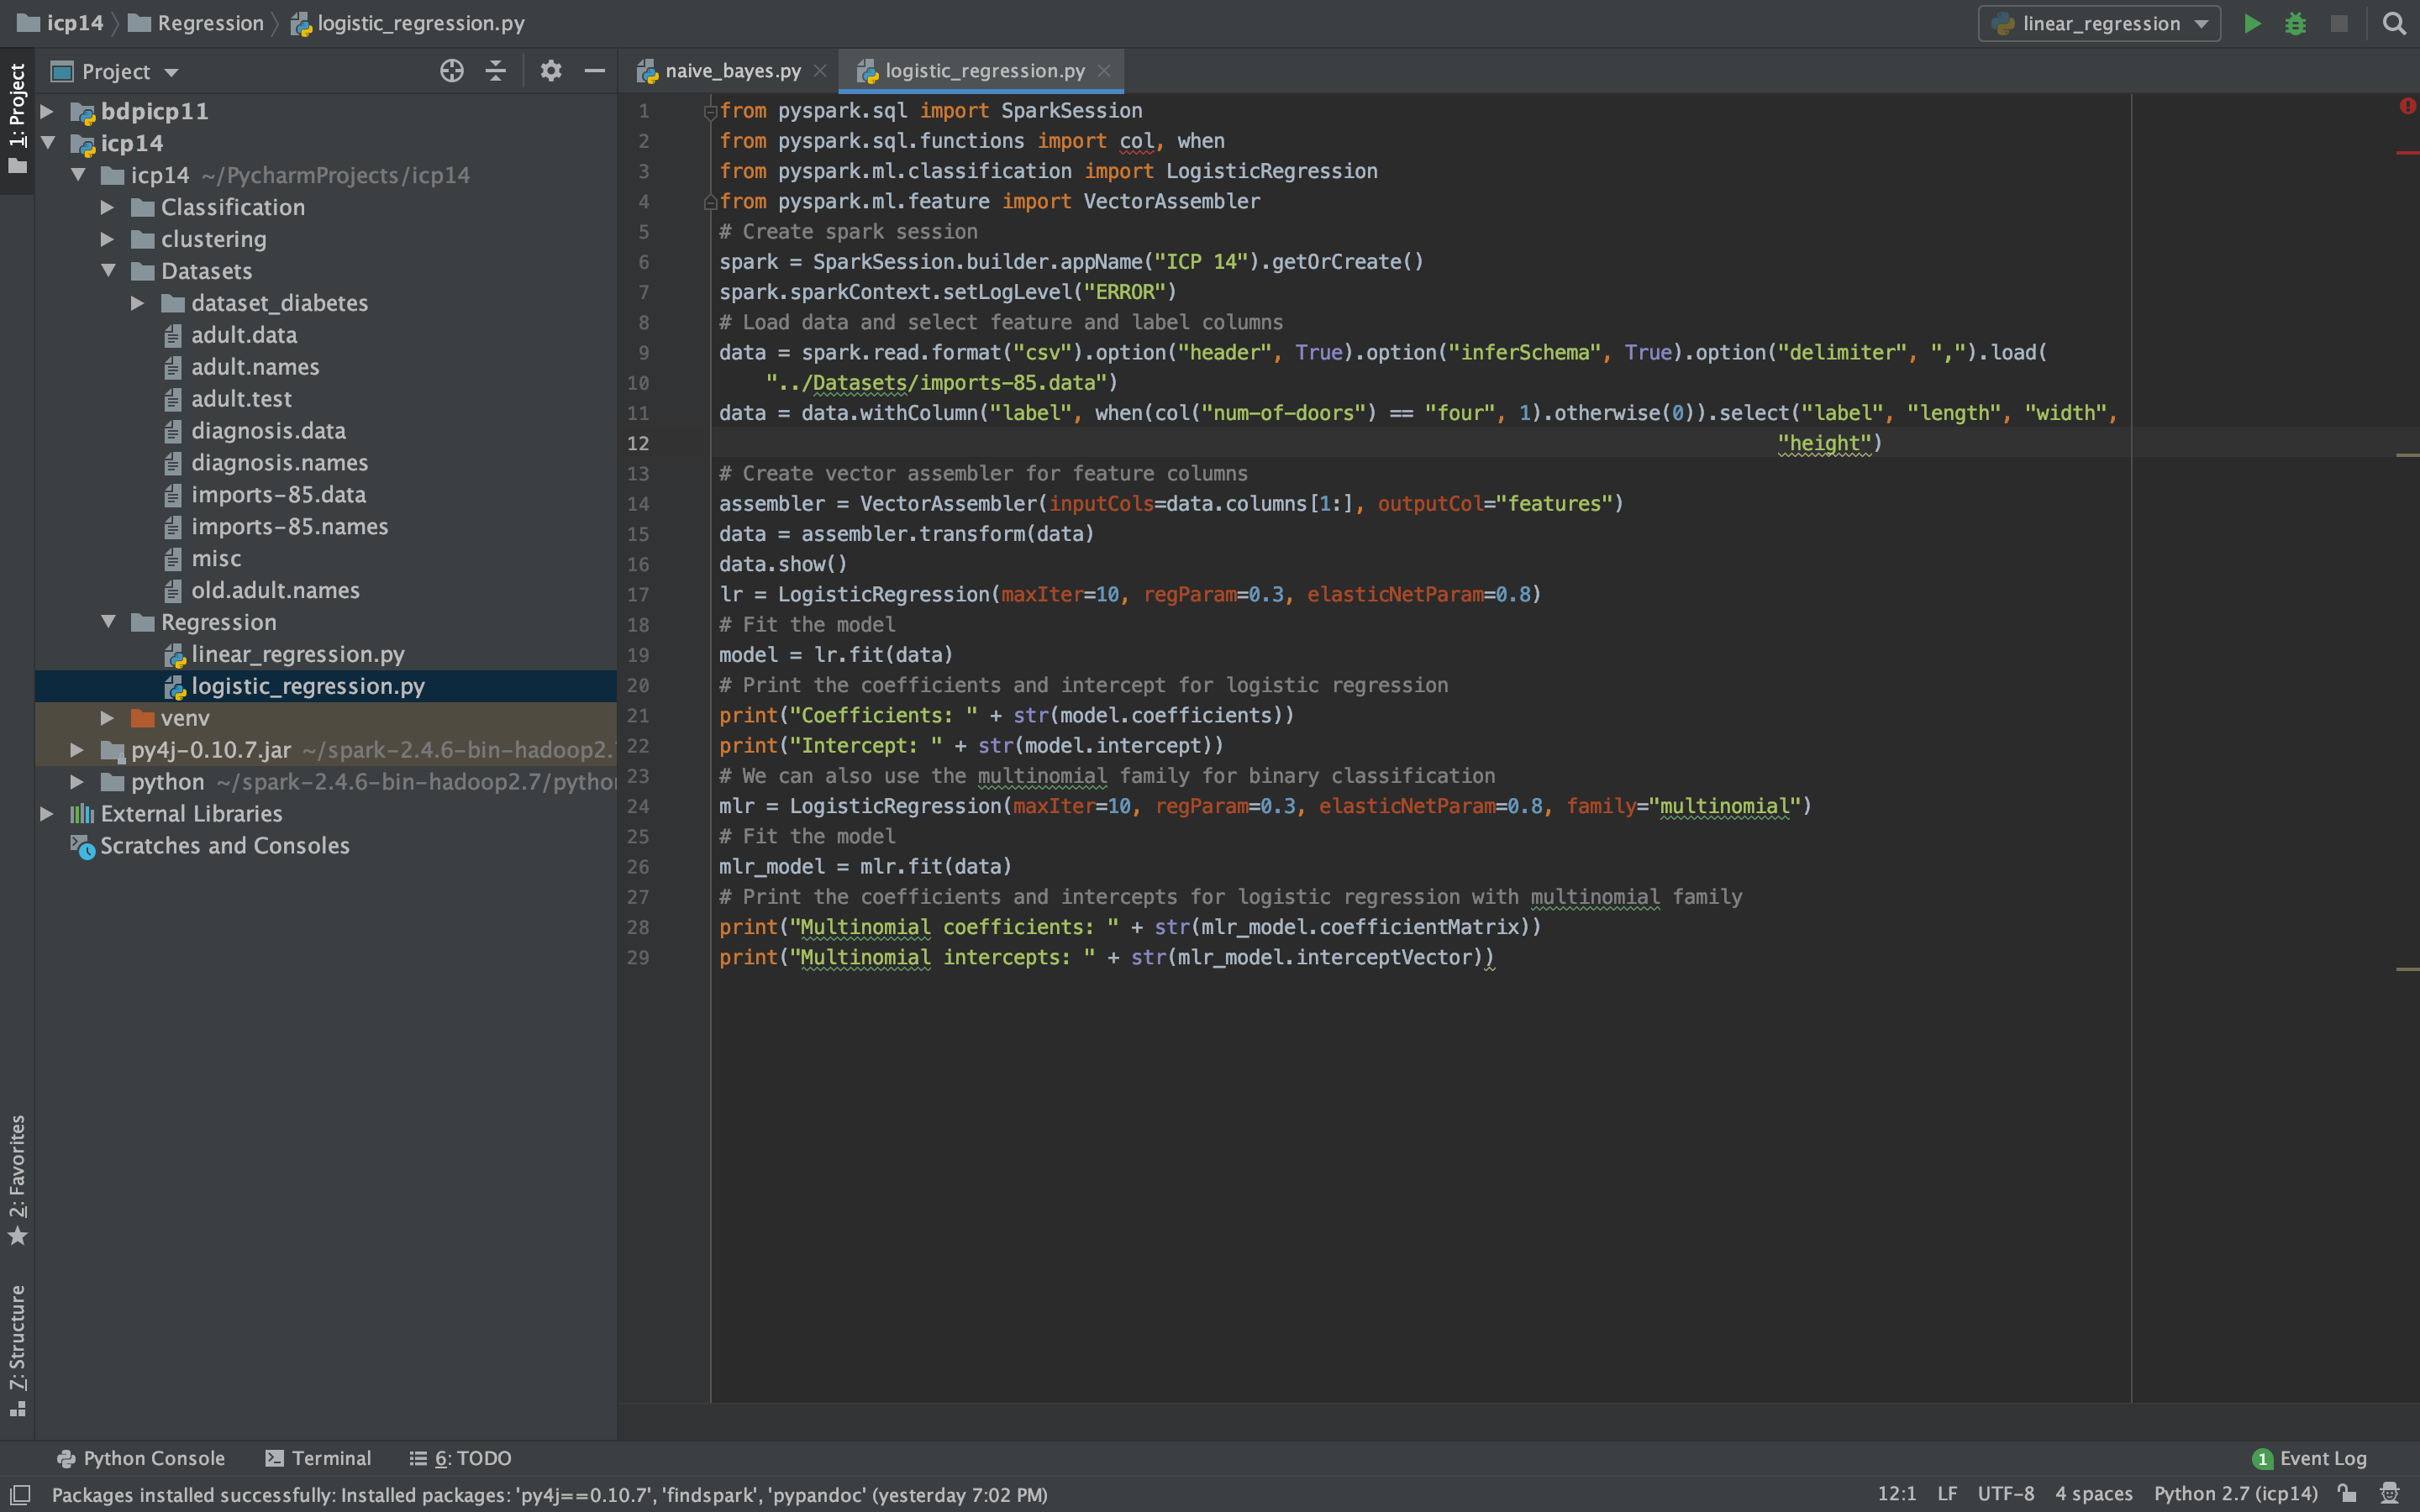 icp14 Regression logistic_regression.py linear_regression
1: Project
Project
bdpicp11
icp14
icp14 ~/PycharmProjects/icp14
Classification
clustering
Datasets
dataset_diabetes
adult.data
adult.names
adult.test
diagnosis.data
diagnosis.names
imports-85.data
imports-85.names
misc
old.adult.names
Regression
linear_regression.py
logistic_regression.py
venv
py4j-0.10.7.jar ~/spark-2.4.6-bin-hadoop2.
python ~/spark-2.4.6-bin-hadoop2.7/pytho
External Libraries
Scratches and Consoles
2: Favorites
7: Structure
naive_bayes.py logistic_regression.py
1 from pyspark.sql import SparkSession
2 from pyspark.sql.functions import col, when
3 from pyspark.ml.classification import LogisticRegression
4 from pyspark.ml.feature import VectorAssembler
5 # Create spark session
6 spark = SparkSession.builder.appName("ICP 14").getOrCreate()
7 spark.sparkContext.setLogLevel("ERROR")
8 # Load data and select feature and label columns
9 data = spark.read.format("csv").option("header", True).option("inferSchema", True).option("delimiter", ",").load(
10 "../Datasets/imports-85.data")
11 data = data.withColumn("label", when(col("num-of-doors") == "four", 1).otherwise(0)).select("label", "length", "width",
12 "height")
13 # Create vector assembler for feature columns
14 assembler = VectorAssembler(inputCols=data.columns[1:], outputCol="features")
15 data = assembler.transform(data)
16 data.show()
17 lr = LogisticRegression(maxIter=10, regParam=0.3, elasticNetParam=0.8)
18 # Fit the model
19 model = lr.fit(data)
20 # Print the coefficients and intercept for logistic regression
21 print("Coefficients: " + str(model.coefficients))
22 print("Intercept: " + str(model.intercept))
23 # We can also use the multinomial family for binary classification
24 mlr = LogisticRegression(maxIter=10, regParam=0.3, elasticNetParam=0.8, family="multinomial")
25 # Fit the model
26 mlr_model = mlr.fit(data)
27 # Print the coefficients and intercepts for logistic regression with multinomial family
28 print("Multinomial coefficients: " + str(mlr_model.coefficientMatrix))
29 print("Multinomial intercepts: " + str(mlr_model.interceptVector))
Python Console Terminal 6: TODO 1 Event Log
Packages installed successfully: Installed packages: 'py4j==0.10.7', 'findspark', 'pypandoc' (yesterday 7:02 PM) 12:1 LF UTF-8 4 spaces Python 2.7 (icp14)